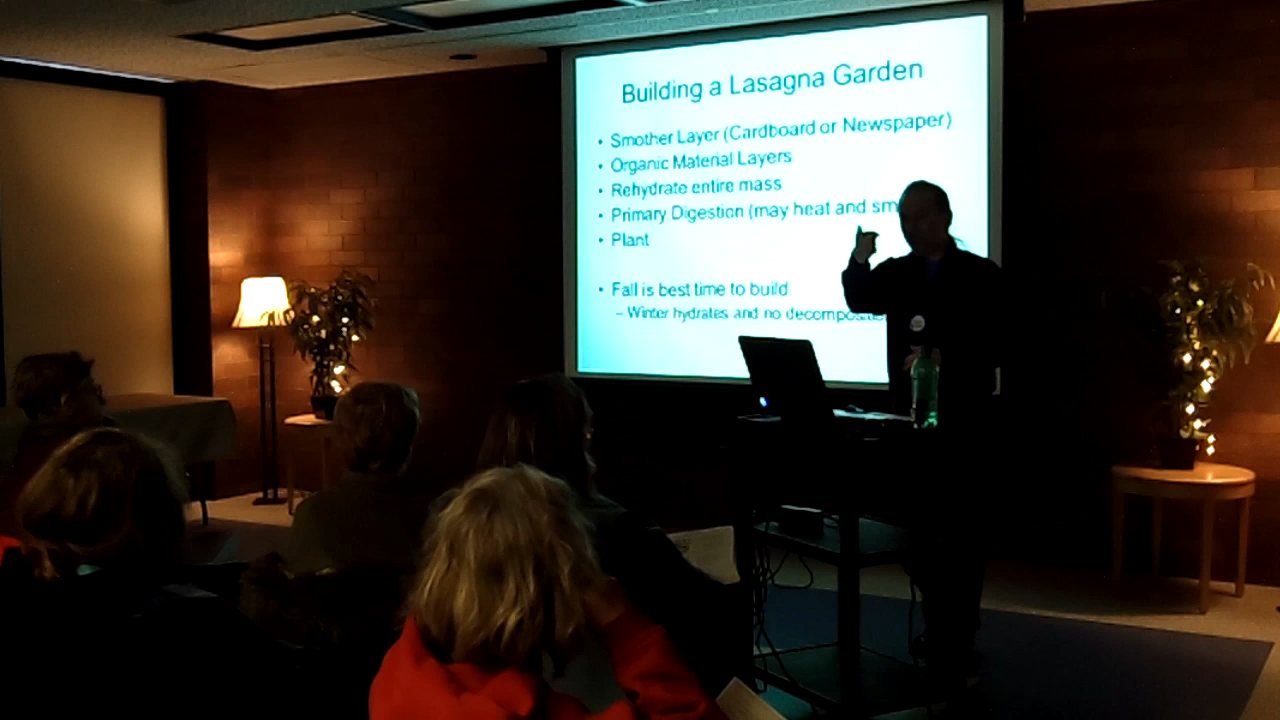 Building a Lasagna Garden
• Smother Layer (Cardboard or Newspaper)
• Organic Material Layers
• Rehydrate entire mass
• Primary Digestion (may heat and
• Plant
• Fall is best time to build
– Winter hydrates and no